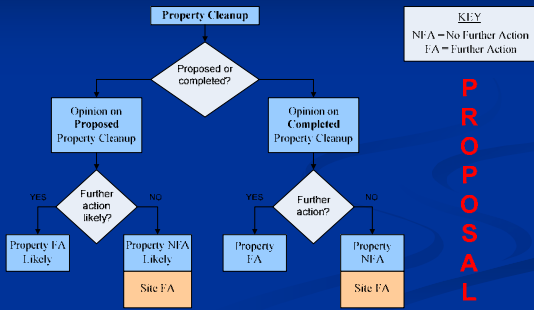 Property Cleanup
KEY
NFA = No Further Action
FA = Further Action
Proposed or
completed?
Opinion on
Proposed
Property Cleanup
Opinion on
Completed
Property Cleanup
YES
Further
action
likely?
NO
YES
Further
action?
NO
Property FA
Likely
Property NFA
Likely
Site FA
Property
FA
Property
NFA
Site FA
P
R
O
P
O
S
A
L